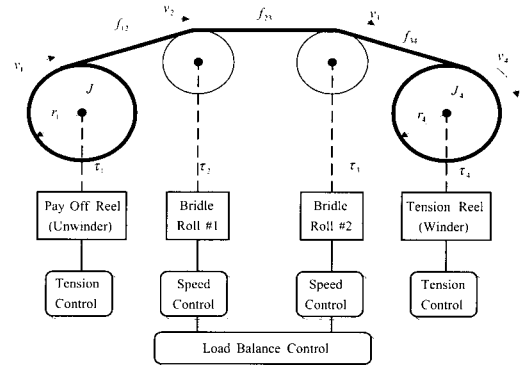 v₁
f₁₂
v₂
f₂₃
v₃
f₃₄
v₄
J
r₁
J₄
r₄
τ₁
τ₂
τ₃
τ₄
Pay Off Reel
(Unwinder)
Bridle
Roll #1
Bridle
Roll #2
Tension Reel
(Winder)
Tension
Control
Speed
Control
Speed
Control
Tension
Control
Load Balance Control